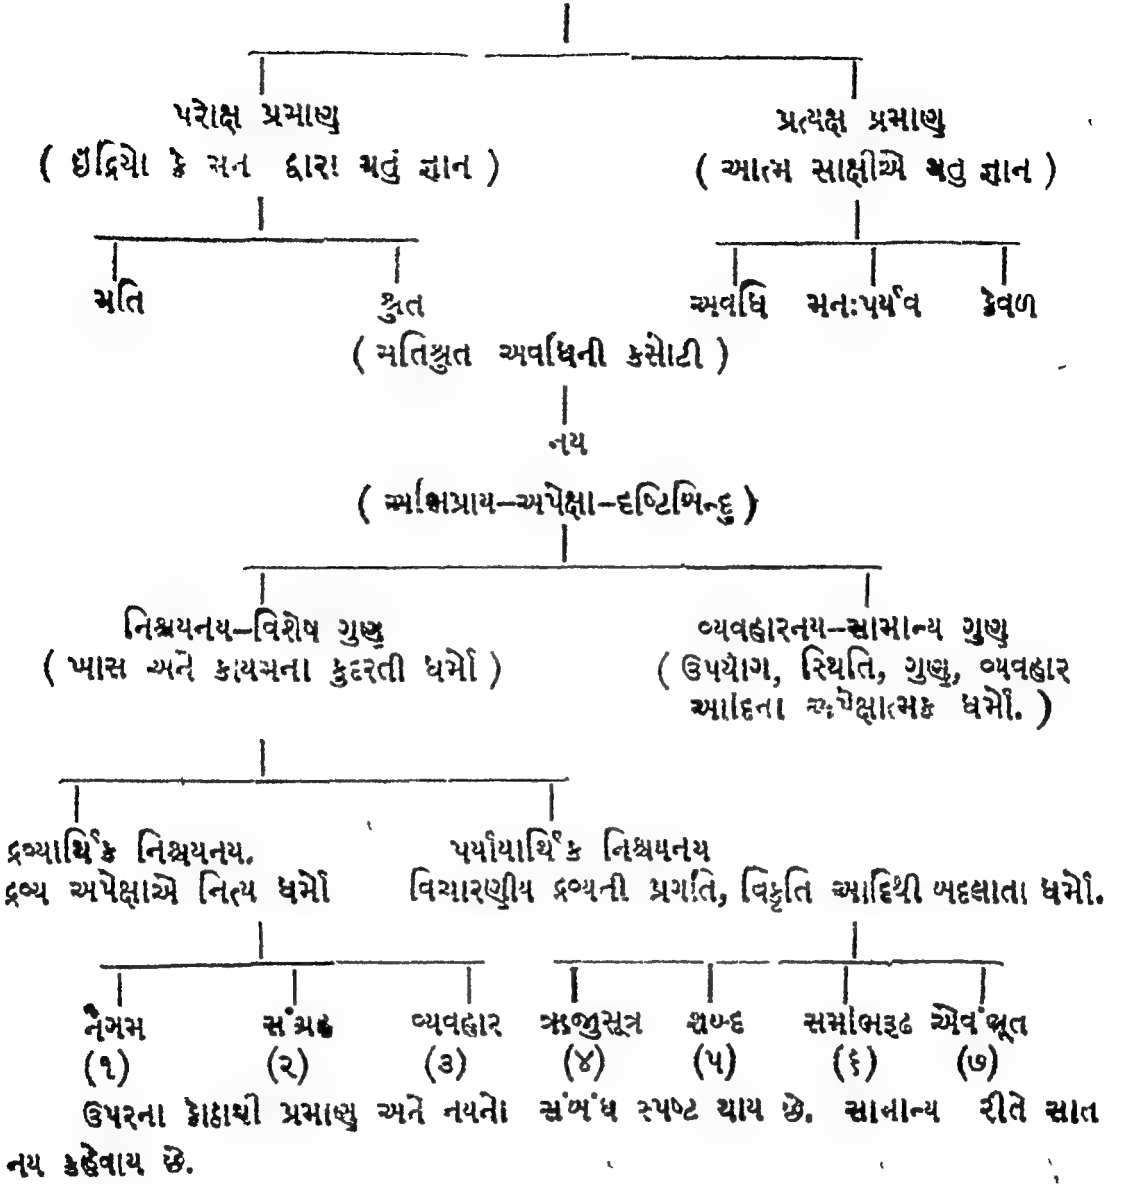 પરોક્ષ પ્રમાણ પ્રત્યક્ષ પ્રમાણ
( ઈંદ્રિયો કે મન દ્વારા થતું જ્ઞાન ) ( આત્મ સાક્ષીએ થતુ જ્ઞાન )
મતિ શ્રુત અવધિ મનઃપર્યવ કેવળ
( મતિશ્રુત અવધિની કસોટી )
નય
( અભિપ્રાય–અપેક્ષા–દષ્ટિબિન્દુ )
નિશ્ચયનય–વિશેષ ગુણ વ્યવહારનય–સામાન્ય ગુણ
( ખાસ અને કાયમના કુદરતી ધર્મો ) ( ઉપયોગ, સ્થિતિ, ગુણ, વ્યવહાર
આદિના અપેક્ષાત્મક ધર્મો. )
દ્રવ્યાર્થિક નિશ્ચયનય. પર્યાયાર્થિક નિશ્ચયનય
દ્રવ્ય અપેક્ષાએ નિત્ય ધર્મો વિચારણીય દ્રવ્યની પ્રગતિ, વિકૃતિ આદિથી બદલાતા ધર્મો.
નૈગમ સંગ્રહ વ્યવહાર ઋજુસૂત્ર શબ્દ સમભિરૂઢ એવંભૂત
(૧) (૨) (૩) (૪) (૫) (૬) (૭)
ઉપરના કોઠાથી પ્રમાણ અને નયનો સંબંધ સ્પષ્ટ થાય છે. સામાન્ય રીતે સાત
નય કહેવાય છે.